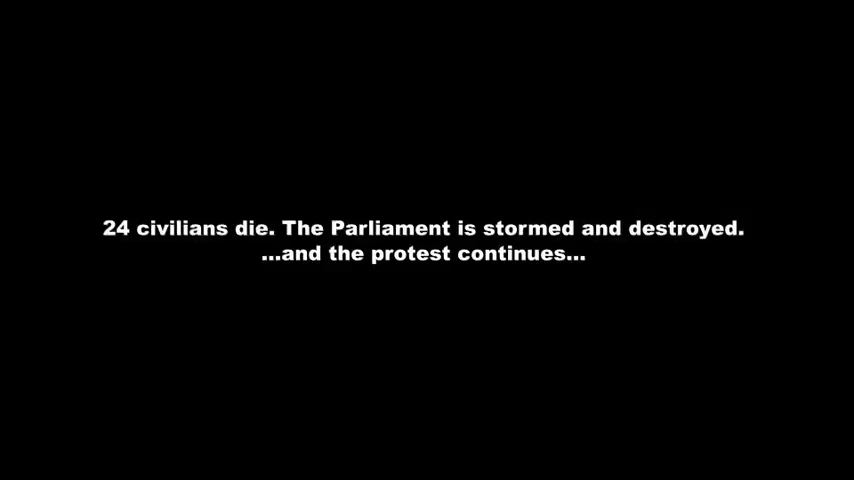 24 civilians die. The Parliament is stormed and destroyed.
...and the protest continues...